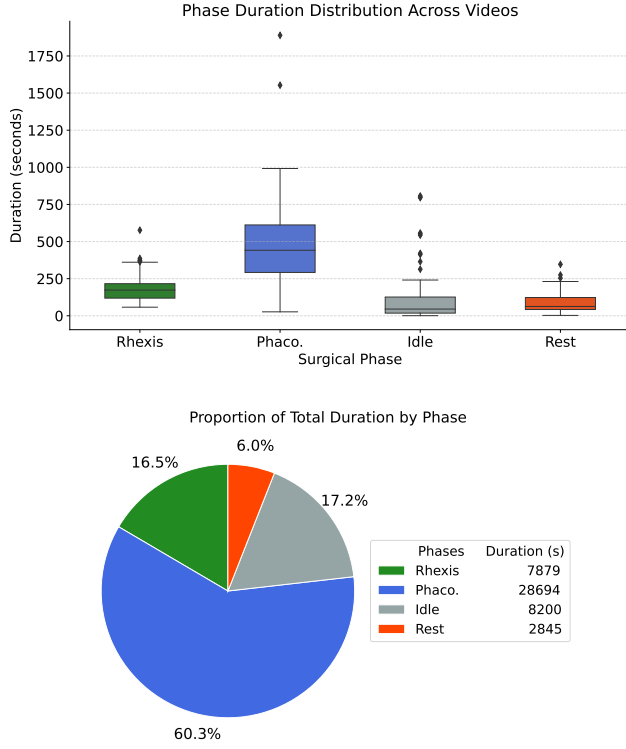 Phase Duration Distribution Across Videos
Duration (seconds)
1750
1500
1250
1000
750
500
250
0
Rhexis Phaco. Idle Rest
Surgical Phase
Proportion of Total Duration by Phase
6.0%
16.5%
17.2%
60.3%
Phases Duration (s)
Rhexis 7879
Phaco. 28694
Idle 8200
Rest 2845